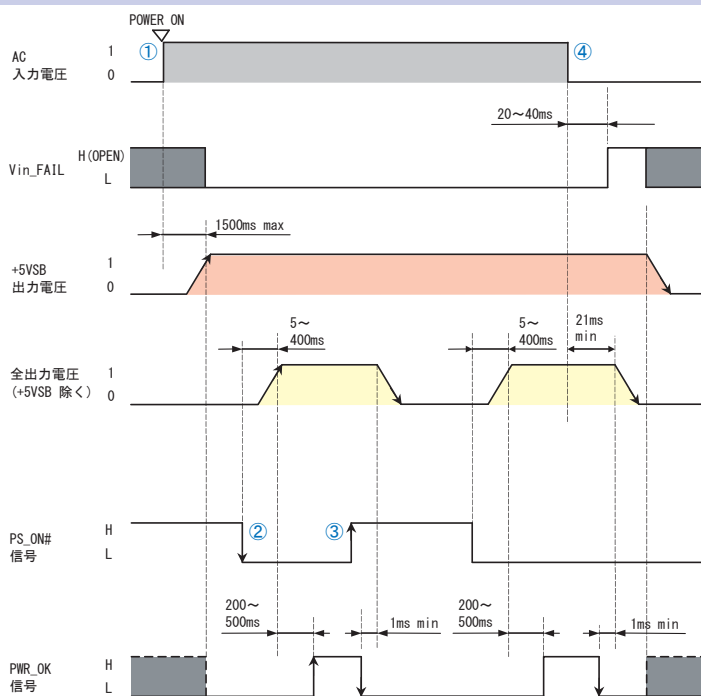 POWER ON
① ④
AC
入力電圧
1
0
20～40ms
Vin_FAIL
H(OPEN)
L
1500ms max
+5VSB
出力電圧
1
0
5～
400ms
5～
400ms
21ms
min
全出力電圧
(+5VSB 除く)
1
0
PS_ON#
信号
H
L
② ③
200～
500ms
1ms min
200～
500ms
1ms min
PWR_OK
信号
H
L